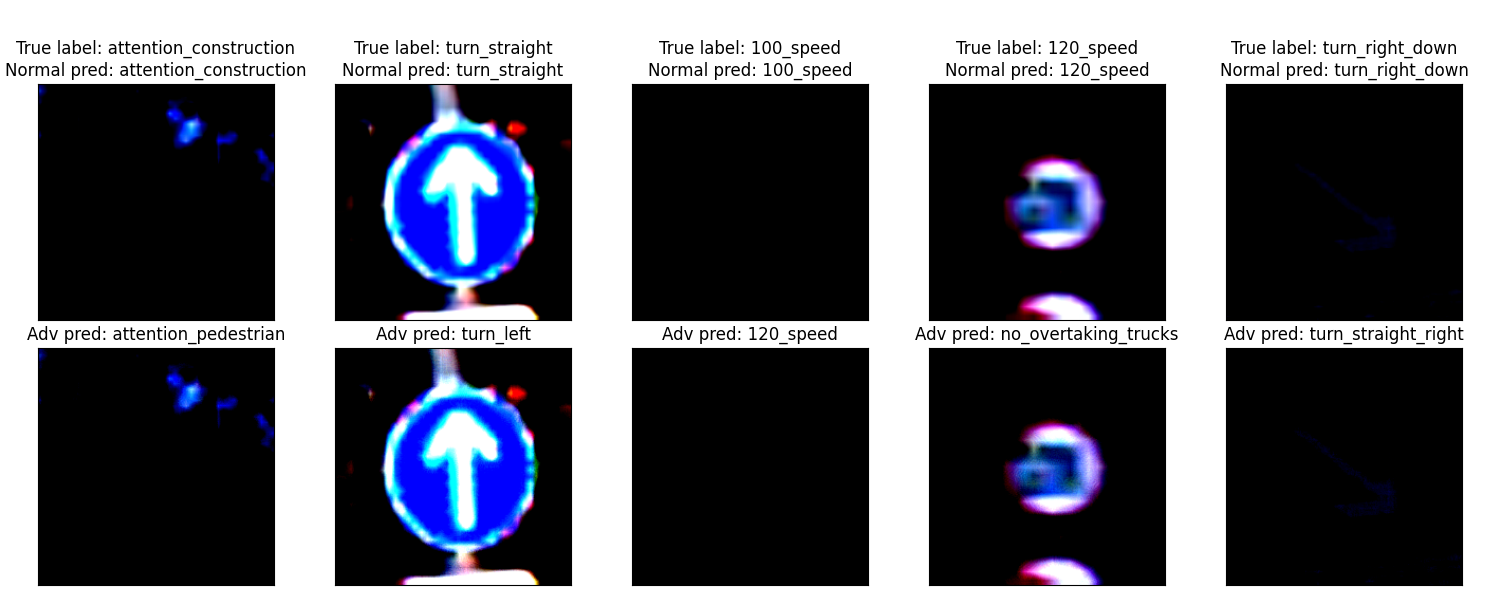 True label: attention_construction
Normal pred: attention_construction
True label: turn_straight
Normal pred: turn_straight
True label: 100_speed
Normal pred: 100_speed
True label: 120_speed
Normal pred: 120_speed
True label: turn_right_down
Normal pred: turn_right_down
Adv pred: attention_pedestrian
Adv pred: turn_left
Adv pred: 120_speed
Adv pred: no_overtaking_trucks
Adv pred: turn_straight_right